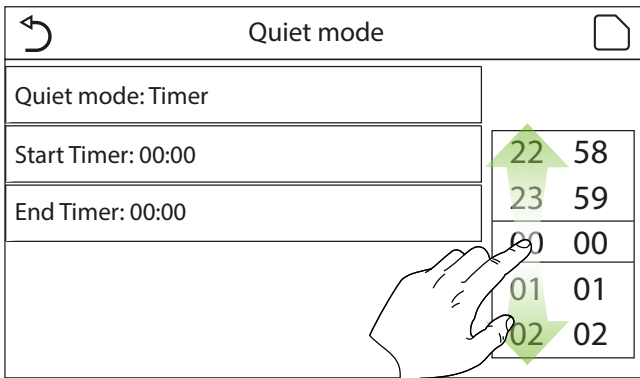 Quiet mode
Quiet mode: Timer
Start Timer: 00:00
End Timer: 00:00
22 58
23 59
00 00
01 01
02 02